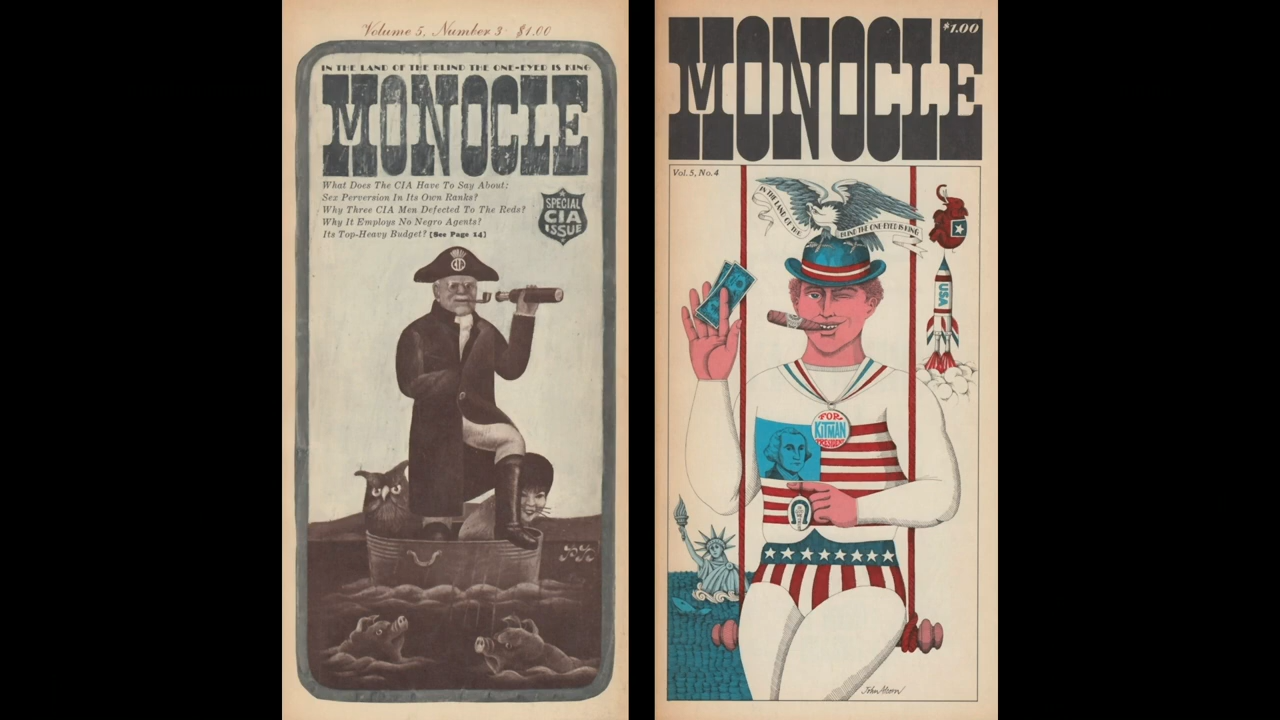 Volume 5, Number 3 $1.00
IN THE LAND OF THE BLIND THE ONE-EYED IS KING
MONOCLE
What Does The CIA Have To Say About:
Sex Perversion In Its Own Ranks?
Why Three CIA Men Defected To The Reds?
Why It Employs No Negro Agents?
Its Top-Heavy Budget? [See Page 14]
SPECIAL
CIA
ISSUE
$1.00
MONOCLE
Vol. 5, No. 4
IN THE LAND OF THE
BLIND THE ONE-EYED IS KING
USA
FOR
KITMAN
PRESIDENT
John Alcorn